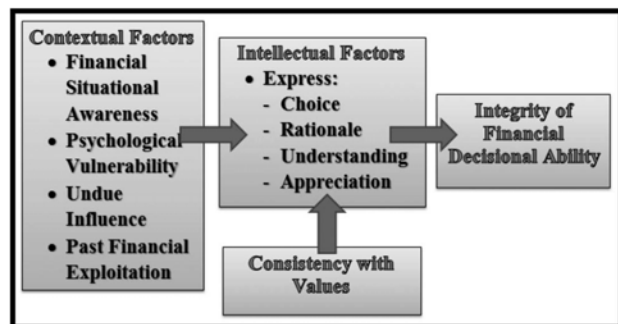 Contextual Factors
• Financial
Situational
Awareness
• Psychological
Vulnerability
• Undue
Influence
• Past Financial
Exploitation
Intellectual Factors
• Express:
- Choice
- Rationale
- Understanding
- Appreciation
Consistency with
Values
Integrity of
Financial
Decisional Ability